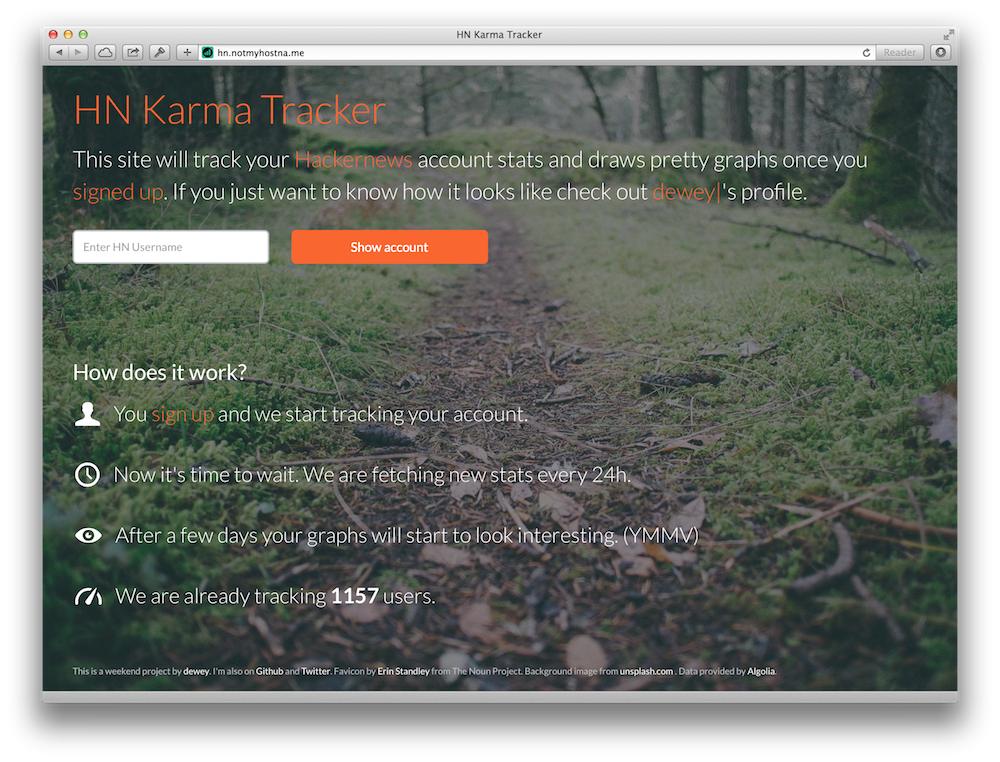 HN Karma Tracker
hn.notmyhostna.me
Reader
HN Karma Tracker
This site will track your Hackernews account stats and draws pretty graphs once you
signed up. If you just want to know how it looks like check out dewey|'s profile.
Enter HN Username
Show account
How does it work?
You sign up and we start tracking your account.
Now it's time to wait. We are fetching new stats every 24h.
After a few days your graphs will start to look interesting. (YMMV)
We are already tracking 1157 users.
This is a weekend project by dewey. I'm also on Github and Twitter. Favicon by Erin Standley from The Noun Project. Background image from unsplash.com . Data provided by Algolia.